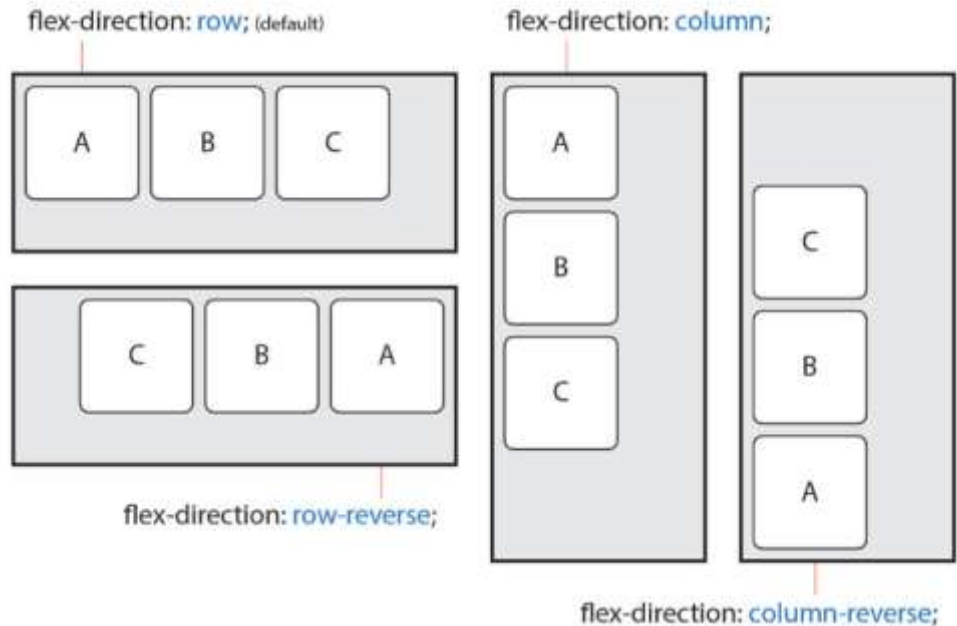 flex-direction: row; (default)
A B C
C B A
flex-direction: row-reverse;
flex-direction: column;
A
B
C
C
B
A
flex-direction: column-reverse;